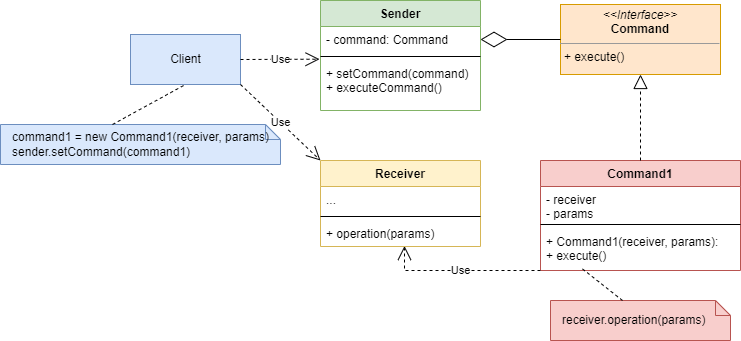 Sender
- command: Command
+ setCommand(command)
+ executeCommand()
<<Interface>>
Command
+ execute()
Client
Use
Use
command1 = new Command1(receiver, params)
sender.setCommand(command1)
Receiver
...
+ operation(params)
Command1
- receiver
- params
+ Command1(receiver, params):
+ execute()
Use
receiver.operation(params)